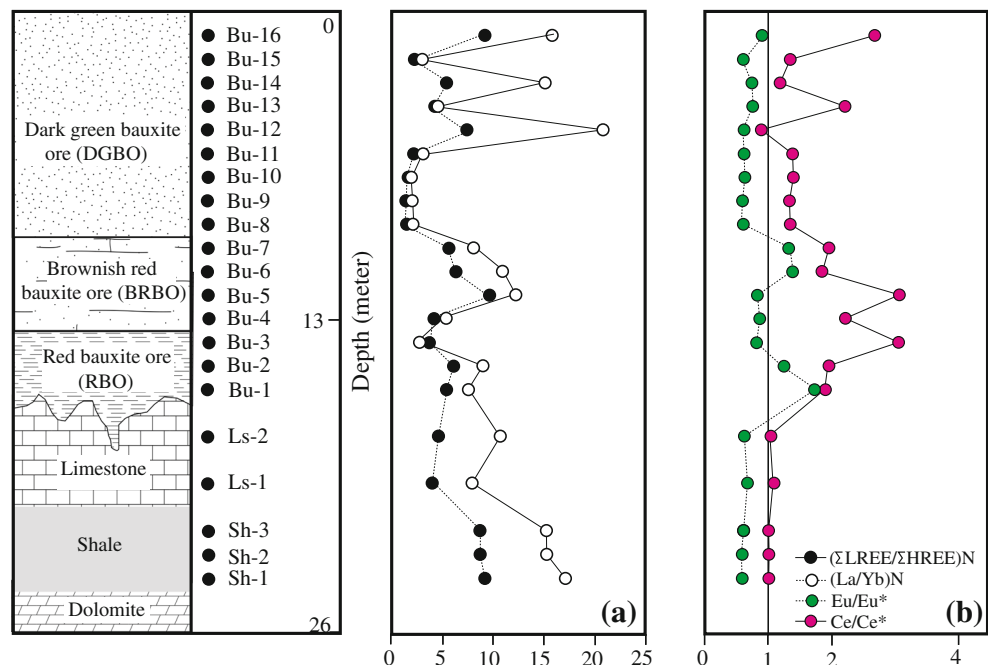 0
Bu-16
Bu-15
Bu-14
Bu-13
Dark green bauxite
ore (DGBO)
Bu-12
Bu-11
Bu-10
Bu-9
Bu-8
Bu-7
Brownish red
bauxite ore (BRBO)
Bu-6
Bu-5
Bu-4
13
Red bauxite ore
(RBO)
Bu-3
Bu-2
Bu-1
Ls-2
Limestone
Ls-1
Shale
Sh-3
Sh-2
Sh-1
Dolomite
26
Depth (meter)
(a)
0
5
10
15
20
25
(ΣLREE/ΣHREE)N
(La/Yb)N
Eu/Eu*
Ce/Ce*
(b)
0
1
2
4